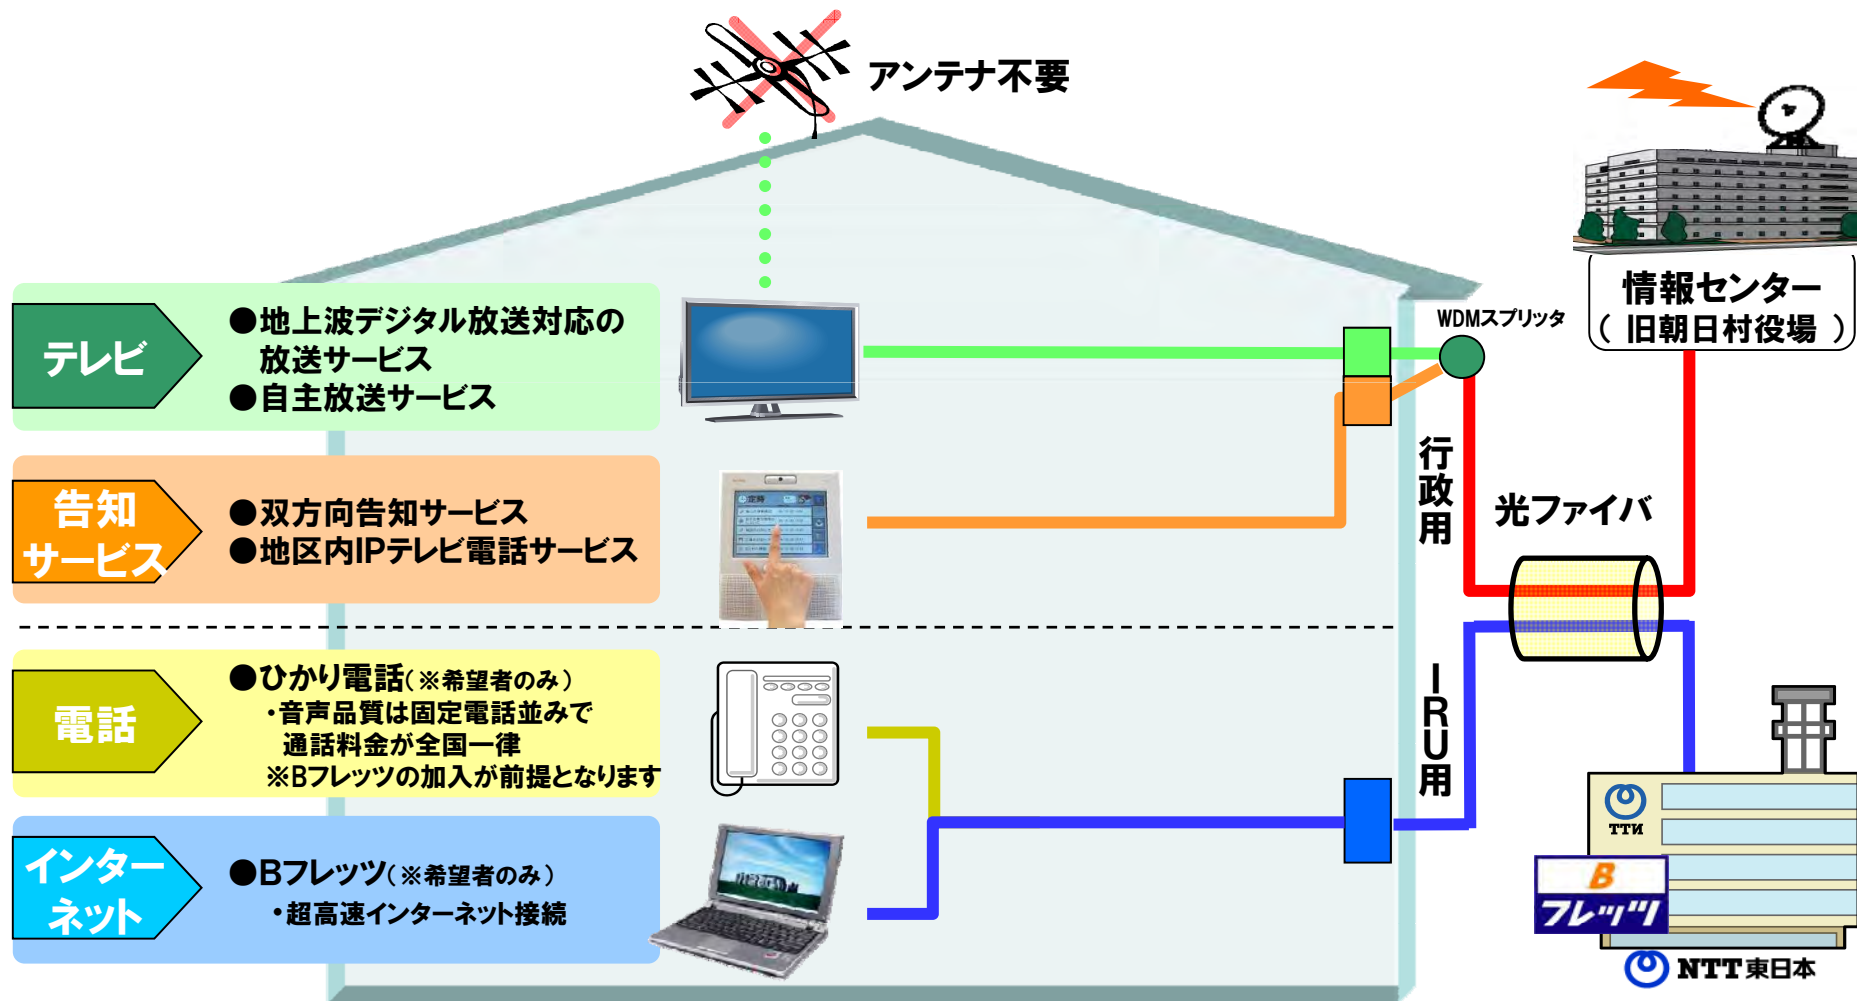 アンテナ不要
テレビ
●地上波デジタル放送対応の
放送サービス
●自主放送サービス
WDMスプリッタ
情報センター
（ 旧朝日村役場 ）
告知
サービス
●双方向告知サービス
●地区内IPテレビ電話サービス
定時
行政用
光ファイバ
電話
●ひかり電話（※希望者のみ）
・音声品質は固定電話並みで
通話料金が全国一律
※Bフレッツの加入が前提となります
IRU用
インター
ネット
●Bフレッツ（※希望者のみ）
・超高速インターネット接続
NTT
B
フレッツ
NTT東日本